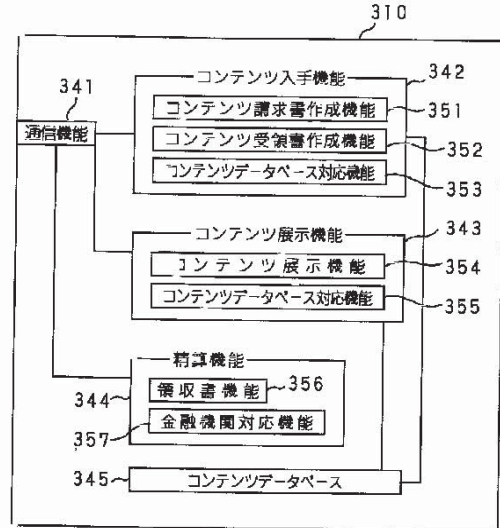 310
コンテンツ入手機能
342
341
コンテンツ請求書作成機能
351
通信機能
コンテンツ受領書作成機能
352
コンテンツデータベース対応機能
353
コンテンツ展示機能
343
コンテンツ展示機能
354
コンテンツデータベース対応機能
355
精算機能
344
領収書機能
356
357
金融機関対応機能
345
コンテンツデータベース